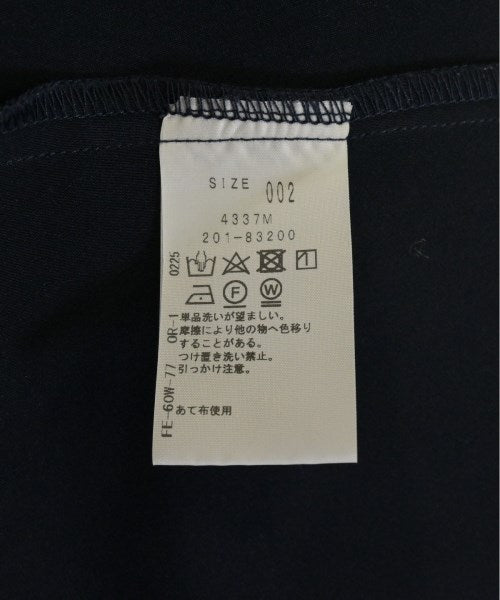 SIZE 002
4337M
201-83200
F W
単品洗いが望ましい。
摩擦により他の物へ色移り
することがある。
つけ置き洗い禁止。
引っかけ注意。
あて布使用
FE-60W-77 OR-1 0225